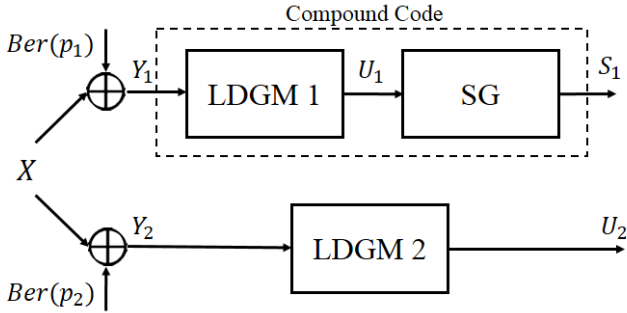 Compound Code
Ber(p₁)
Y₁
LDGM 1
U₁
SG
S₁
X
Y₂
LDGM 2
U₂
Ber(p₂)